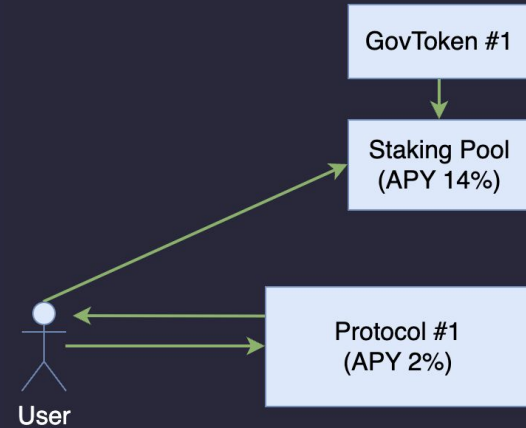 GovToken #1
Staking Pool
(APY 14%)
Protocol #1
(APY 2%)
User